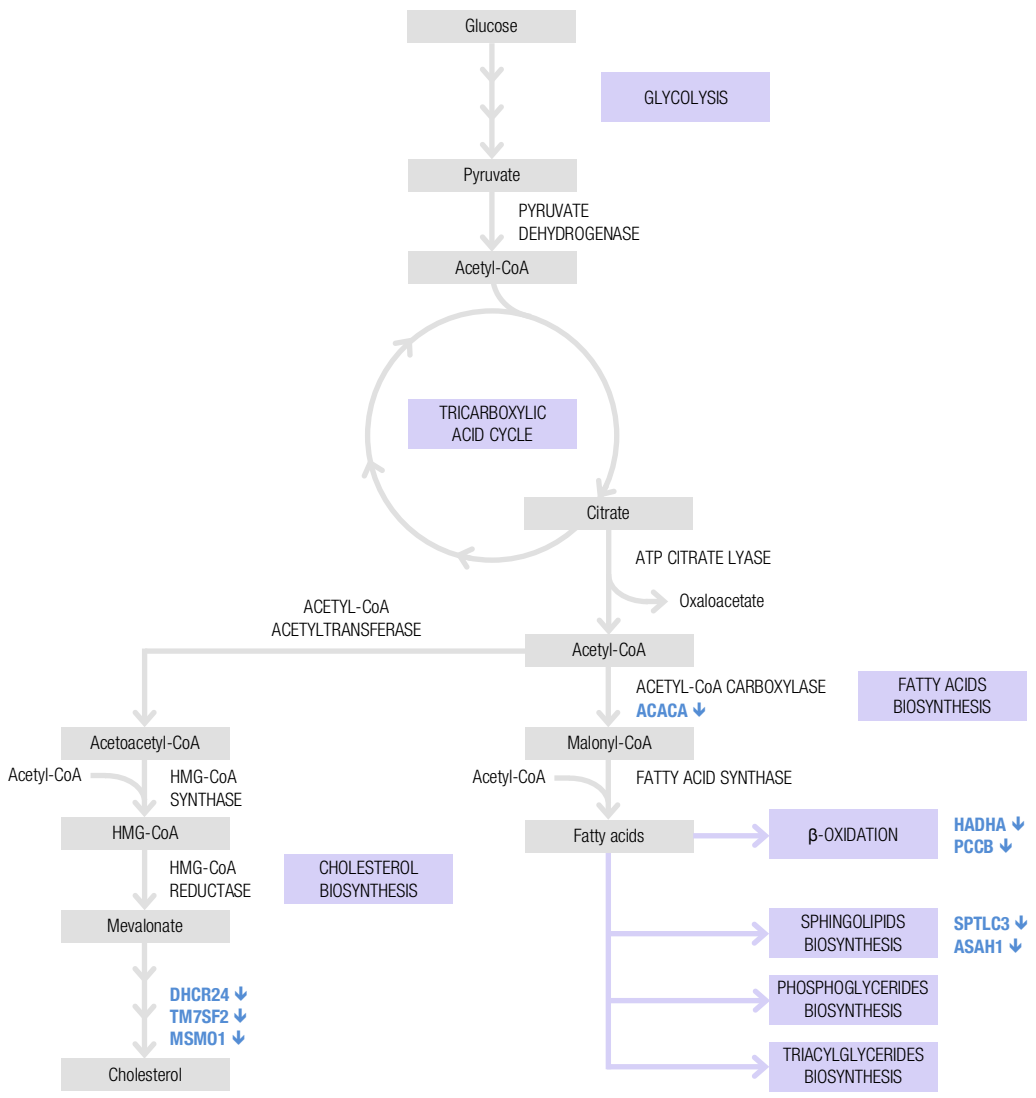 Glucose
GLYCOLYSIS
Pyruvate
PYRUVATE
DEHYDROGENASE
Acetyl-CoA
TRICARBOXYLIC
ACID CYCLE
Citrate
ATP CITRATE LYASE
Oxaloacetate
ACETYL-CoA
ACETYLTRANSFERASE
Acetyl-CoA
ACETYL-CoA CARBOXYLASE
ACACA ↓
FATTY ACIDS
BIOSYNTHESIS
Acetoacetyl-CoA
Malonyl-CoA
Acetyl-CoA
HMG-CoA
SYNTHASE
Acetyl-CoA
FATTY ACID SYNTHASE
HMG-CoA
Fatty acids
β-OXIDATION
HADHA ↓
PCCB ↓
HMG-CoA
REDUCTASE
CHOLESTEROL
BIOSYNTHESIS
Mevalonate
SPHINGOLIPIDS
BIOSYNTHESIS
SPTLC3 ↓
ASAH1 ↓
DHCR24 ↓
TM7SF2 ↓
MSMO1 ↓
PHOSPHOGLYCERIDES
BIOSYNTHESIS
Cholesterol
TRIACYLGLYCERIDES
BIOSYNTHESIS